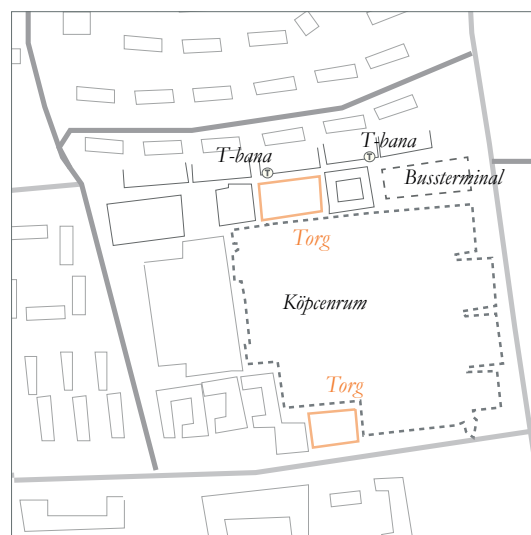 T-bana
T-bana
T
T
Bussterminal
Torg
Köpcenrum
Torg